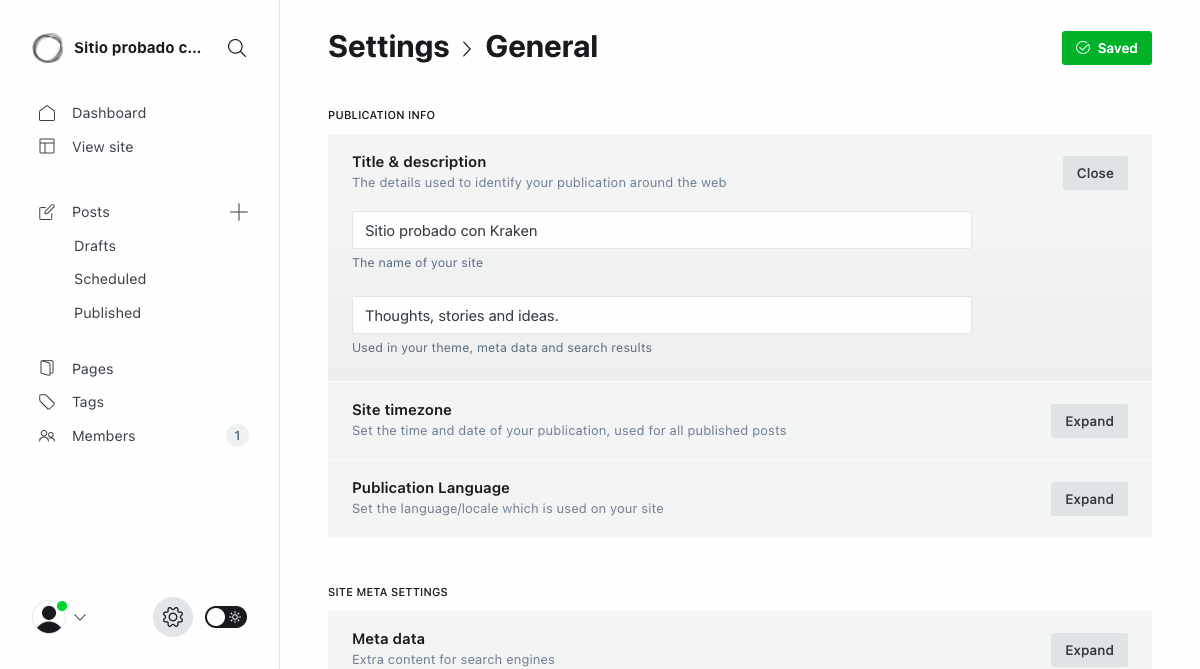 Sitio probado c...
Dashboard
View site
Posts
Drafts
Scheduled
Published
Pages
Tags
Members 1
Settings > General
Saved
PUBLICATION INFO
Title & description
The details used to identify your publication around the web
Close
Sitio probado con Kraken
The name of your site
Thoughts, stories and ideas.
Used in your theme, meta data and search results
Site timezone
Set the time and date of your publication, used for all published posts
Expand
Publication Language
Set the language/locale which is used on your site
Expand
SITE META SETTINGS
Meta data
Extra content for search engines
Expand